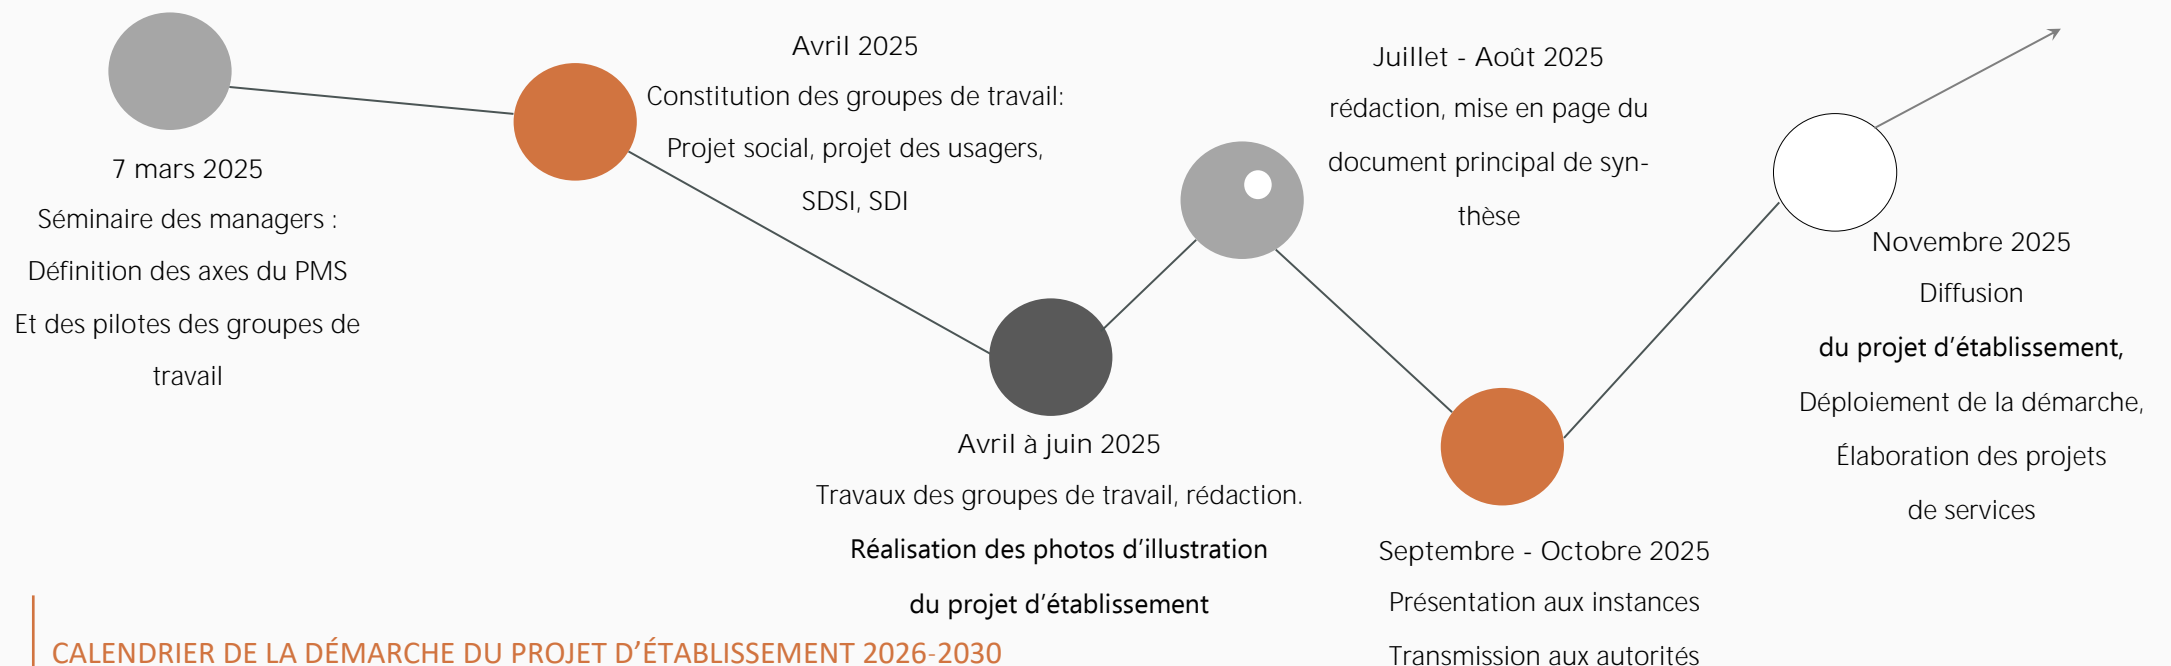 7 mars 2025
Séminaire des managers :
Définition des axes du PMS
Et des pilotes des groupes de
travail
Avril 2025
Constitution des groupes de travail:
Projet social, projet des usagers,
SDSI, SDI
Avril à juin 2025
Travaux des groupes de travail, rédaction.
Réalisation des photos d’illustration
du projet d’établissement
Juillet - Août 2025
rédaction, mise en page du
document principal de syn-
thèse
Septembre - Octobre 2025
Présentation aux instances
Transmission aux autorités
Novembre 2025
Diffusion
du projet d’établissement,
Déploiement de la démarche,
Élaboration des projets
de services
CALENDRIER DE LA DÉMARCHE DU PROJET D’ÉTABLISSEMENT 2026-2030